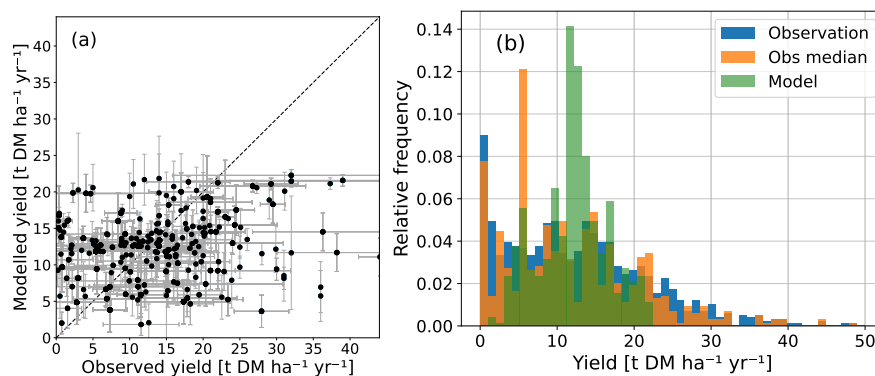 (a)
Modelled yield [t DM ha⁻¹ yr⁻¹]
40
35
30
25
20
15
10
5
0
0 5 10 15 20 25 30 35 40
Observed yield [t DM ha⁻¹ yr⁻¹]
(b)
Observation
Obs median
Model
Relative frequency
0.14
0.12
0.10
0.08
0.06
0.04
0.02
0.00
0 10 20 30 40 50
Yield [t DM ha⁻¹ yr⁻¹]